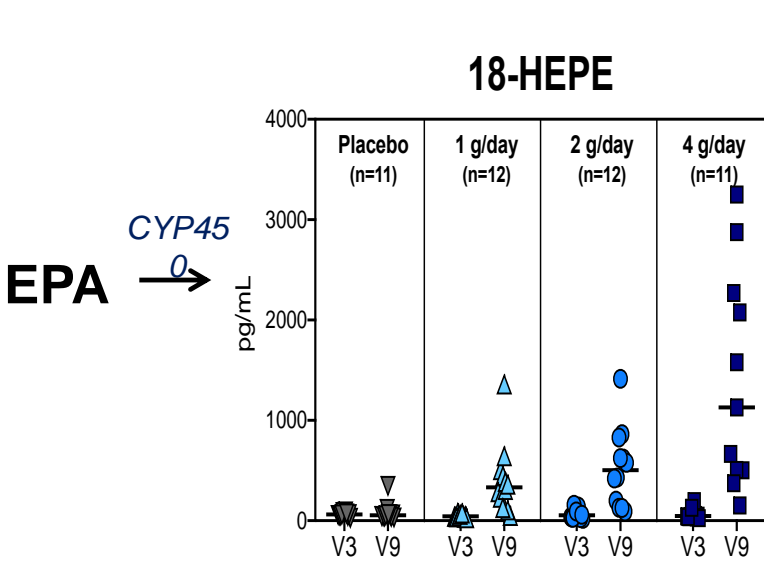 18-HEPE
4000
Placebo 1 g/day 2 g/day 4 g/day
(n=11) (n=12) (n=12) (n=11)
3000
CYP45
0
EPA
pg/mL
2000
1000
0
V3 V9 V3 V9 V3 V9 V3 V9